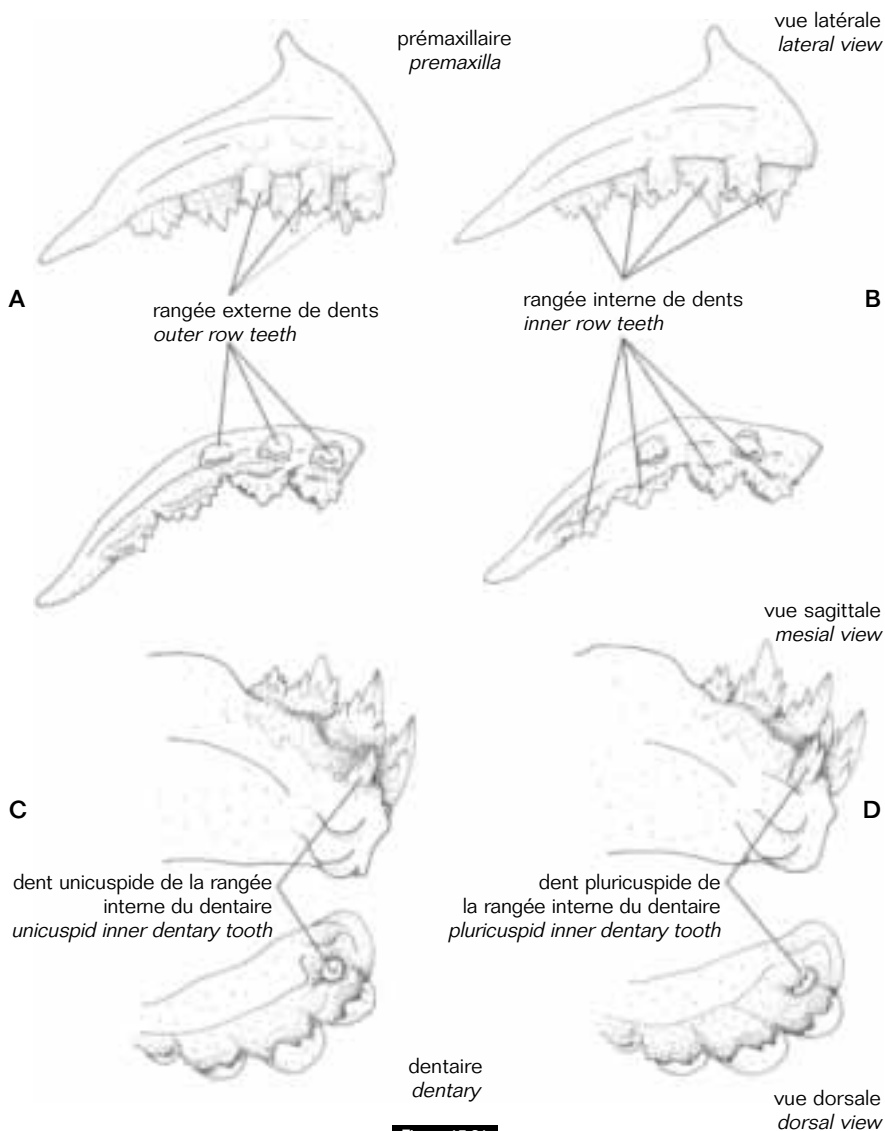 prémaxillaire
premaxilla
vue latérale
lateral view
A
rangée externe de dents
outer row teeth
rangée interne de dents
inner row teeth
B
vue sagittale
mesial view
C
D
dent unicuspide de la rangée
interne du dentaire
unicuspid inner dentary tooth
dent pluricuspide de
la rangée interne du dentaire
pluricuspid inner dentary tooth
dentaire
dentary
vue dorsale
dorsal view